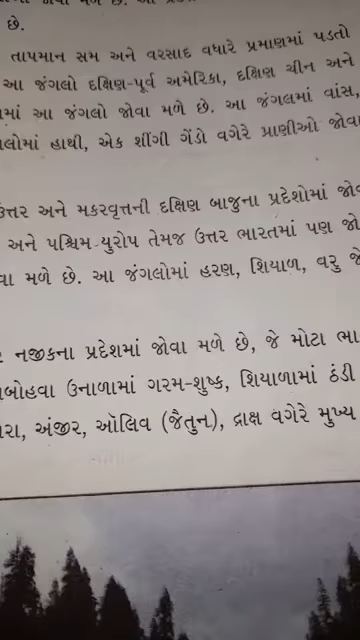 જોવા મળે છે. આ
છે.
તાપમાન સમ અને વરસાદ વધારે પ્રમાણમાં પડતો
આ જંગલો દક્ષિણ-પૂર્વ અમેરિકા, દક્ષિણ ચીન અને
માં આ જંગલો જોવા મળે છે. આ જંગલમાં વાંસ,
લોમાં હાથી, એક શીંગી ગેંડો વગેરે પ્રાણીઓ જોવા
ઉત્તર અને મકરવૃત્તની દક્ષિણ બાજુના પ્રદેશોમાં જો
અને પશ્ચિમ-યુરોપ તેમજ ઉત્તર ભારતમાં પણ જો
વા મળે છે. આ જંગલોમાં હરણ, શિયાળ, વરુ જે
નજીકના પ્રદેશમાં જોવા મળે છે, જે મોટા ભા
બોહવા ઉનાળામાં ગરમ-શુષ્ક, શિયાળામાં ઠંડી
રા, અંજીર, ઑલિવ (જૈતુન), દ્રાક્ષ વગેરે મુખ્ય